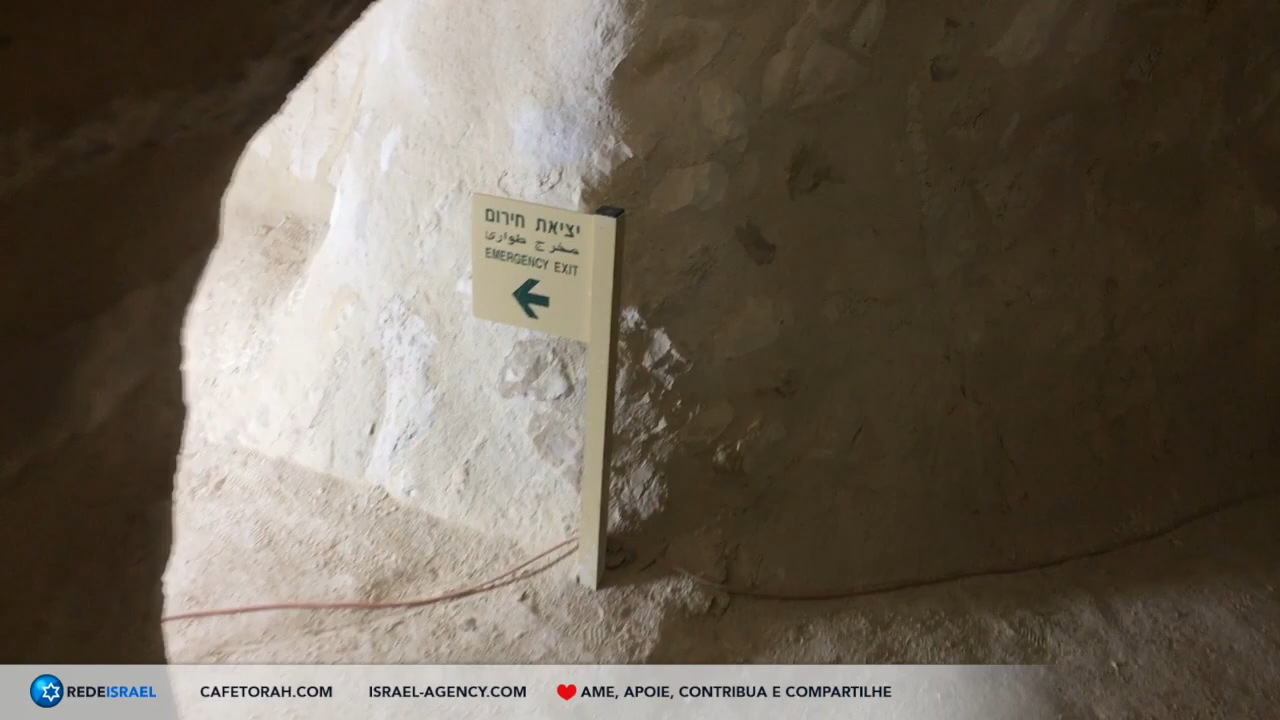 יציאת חירום
مخرج طوارئ
EMERGENCY EXIT
REDEISRAEL
CAFETORAH.COM
ISRAEL-AGENCY.COM
AME, APOIE, CONTRIBUA E COMPARTILHE